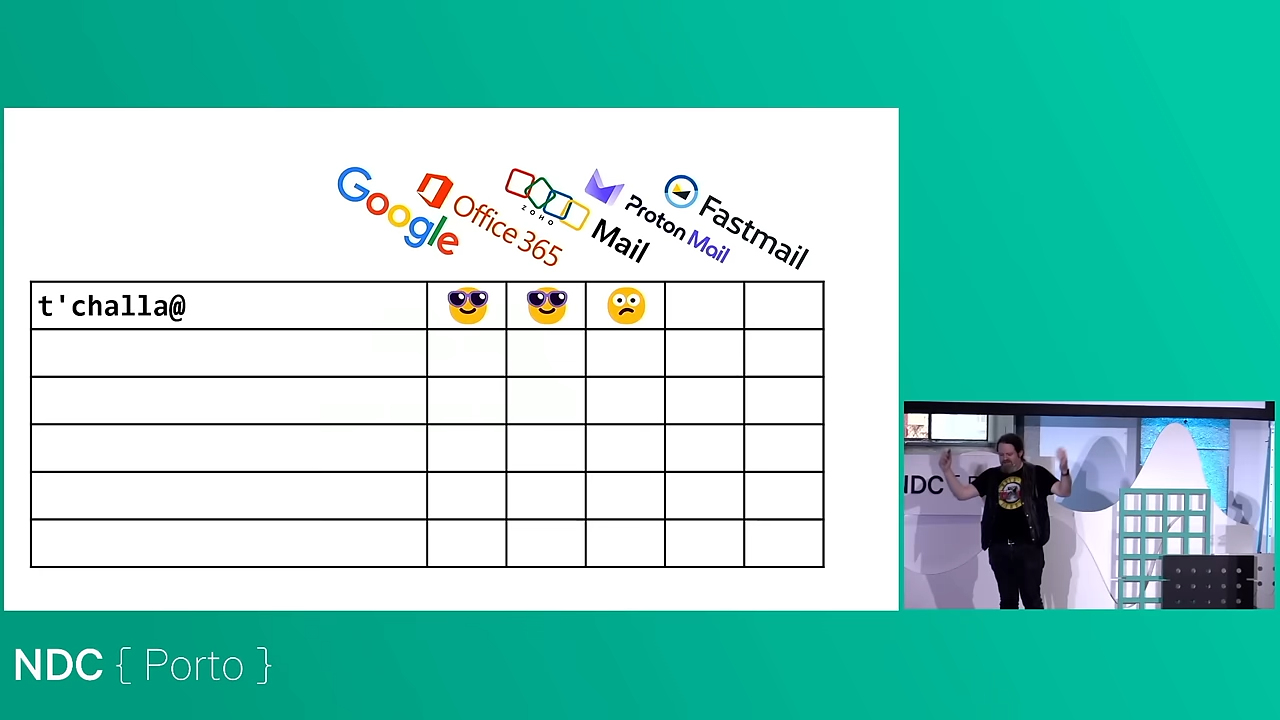 Google
Office 365
ZOHO
Mail
Proton Mail
Fastmail
t'challa@
NDC { Porto }